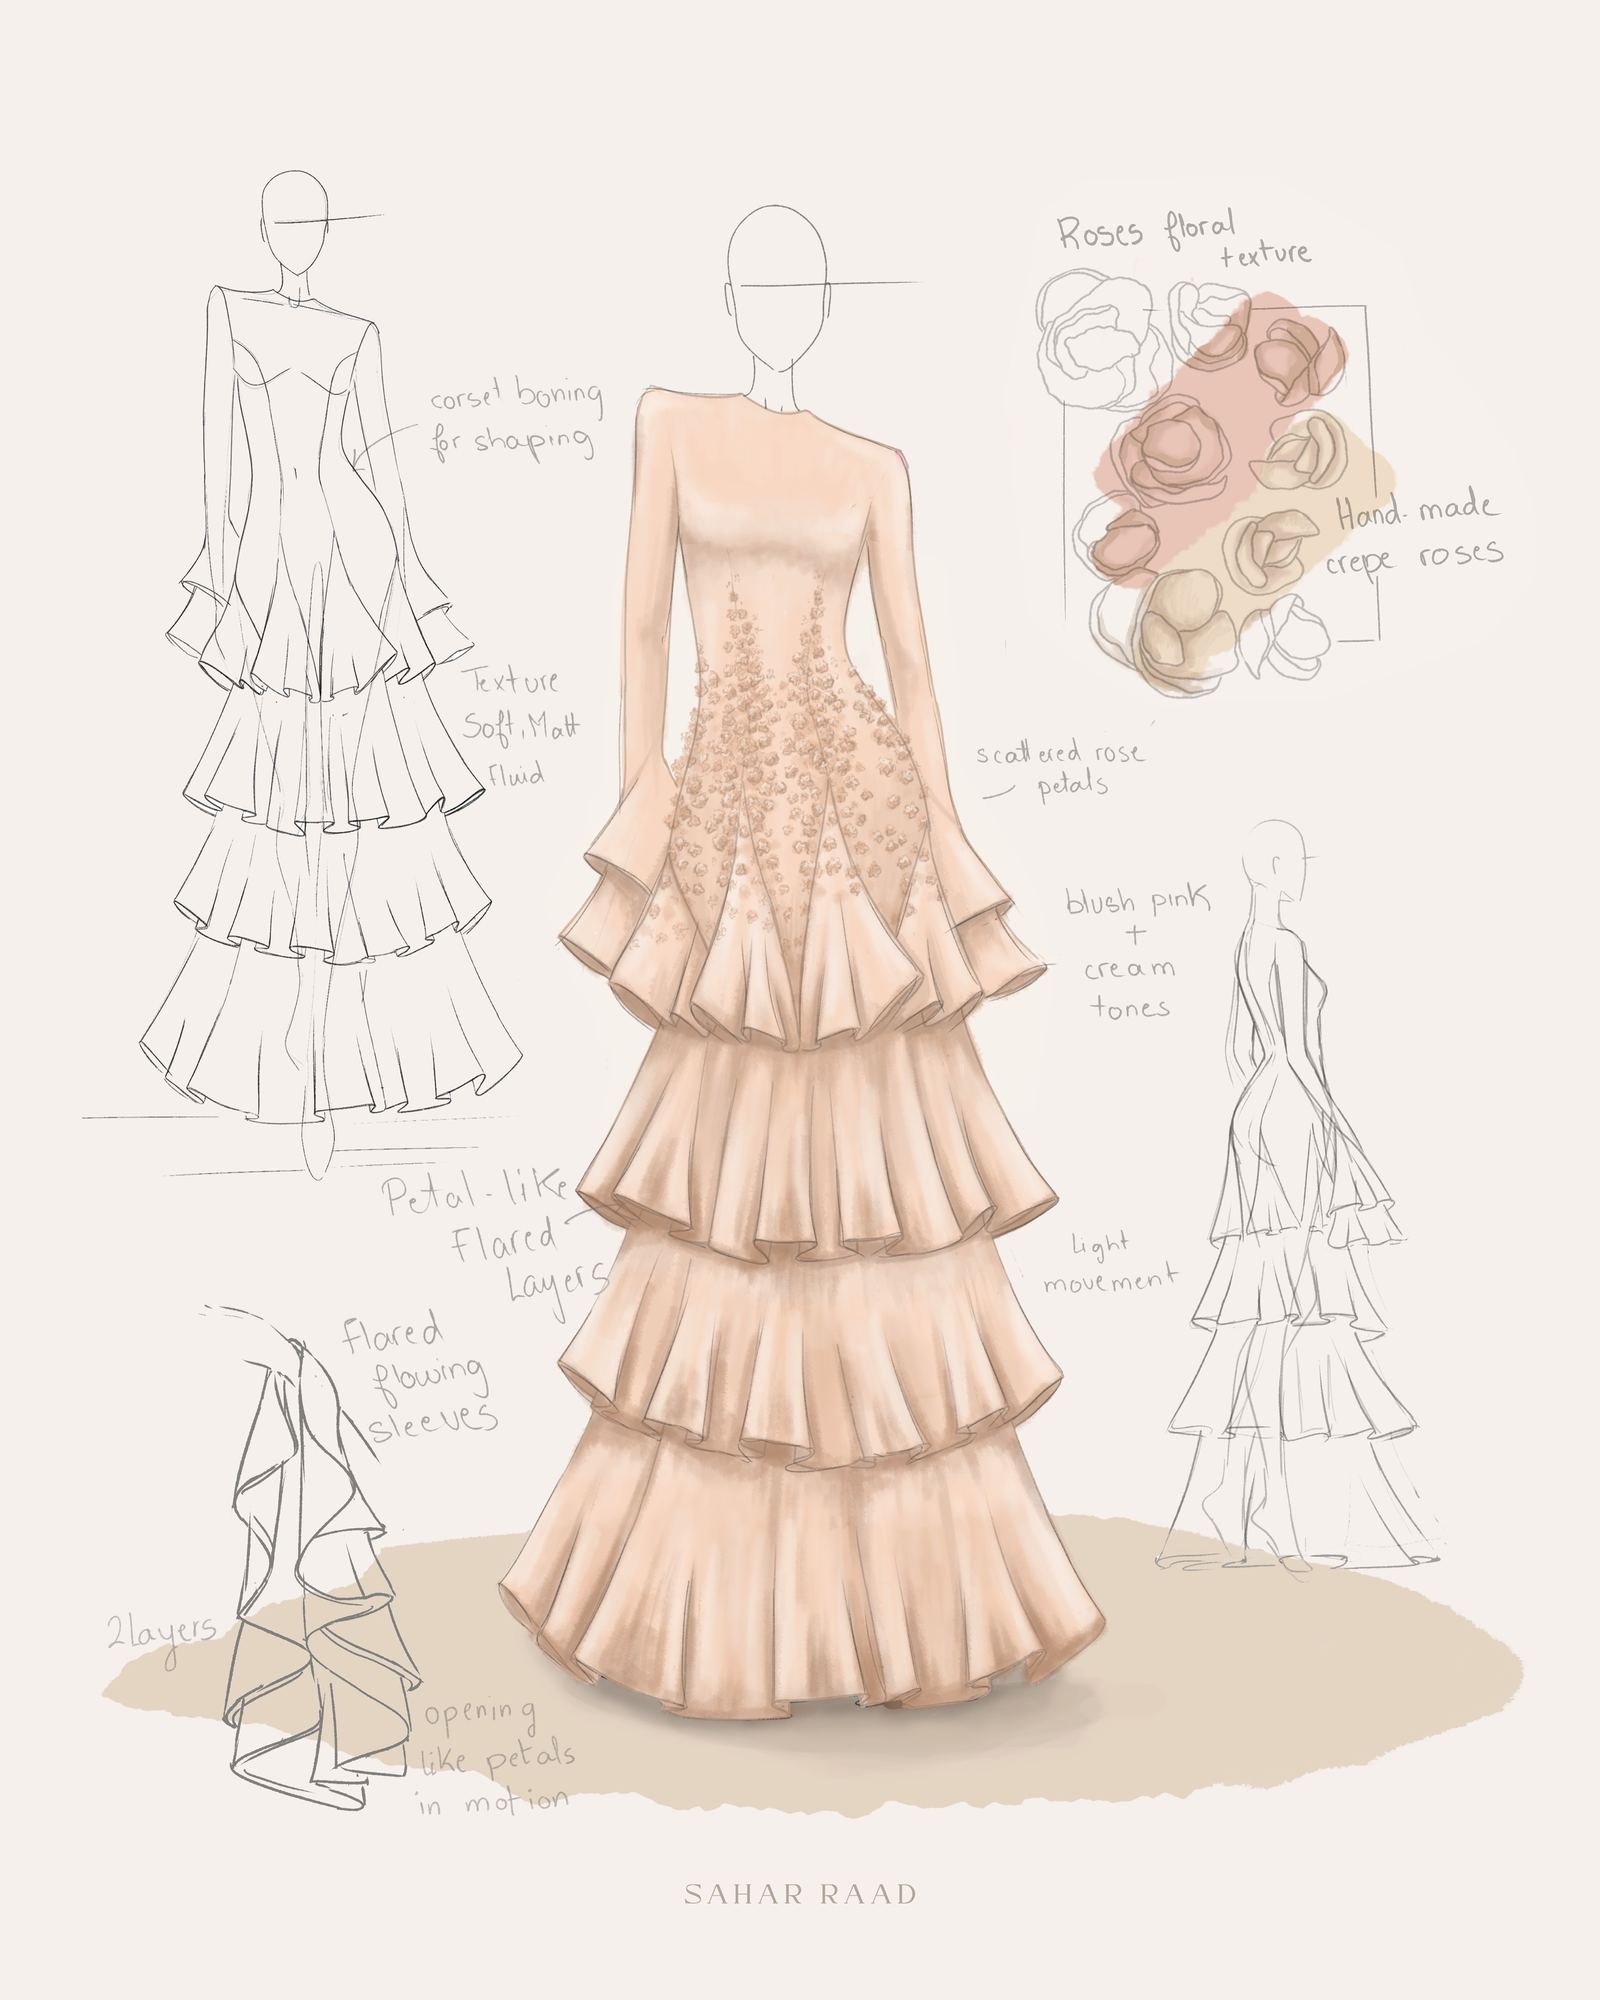 Roses floral
texture
corset boning
for shaping
Hand-made
crepe roses
Texture
Soft, Matt
fluid
scattered rose
petals
blush pink
+
cream
tones
Petal-like
Flared
Layers
light
movement
flared
flowing
sleeves
2 layers
opening
like petals
in motion
SAHAR RAAD